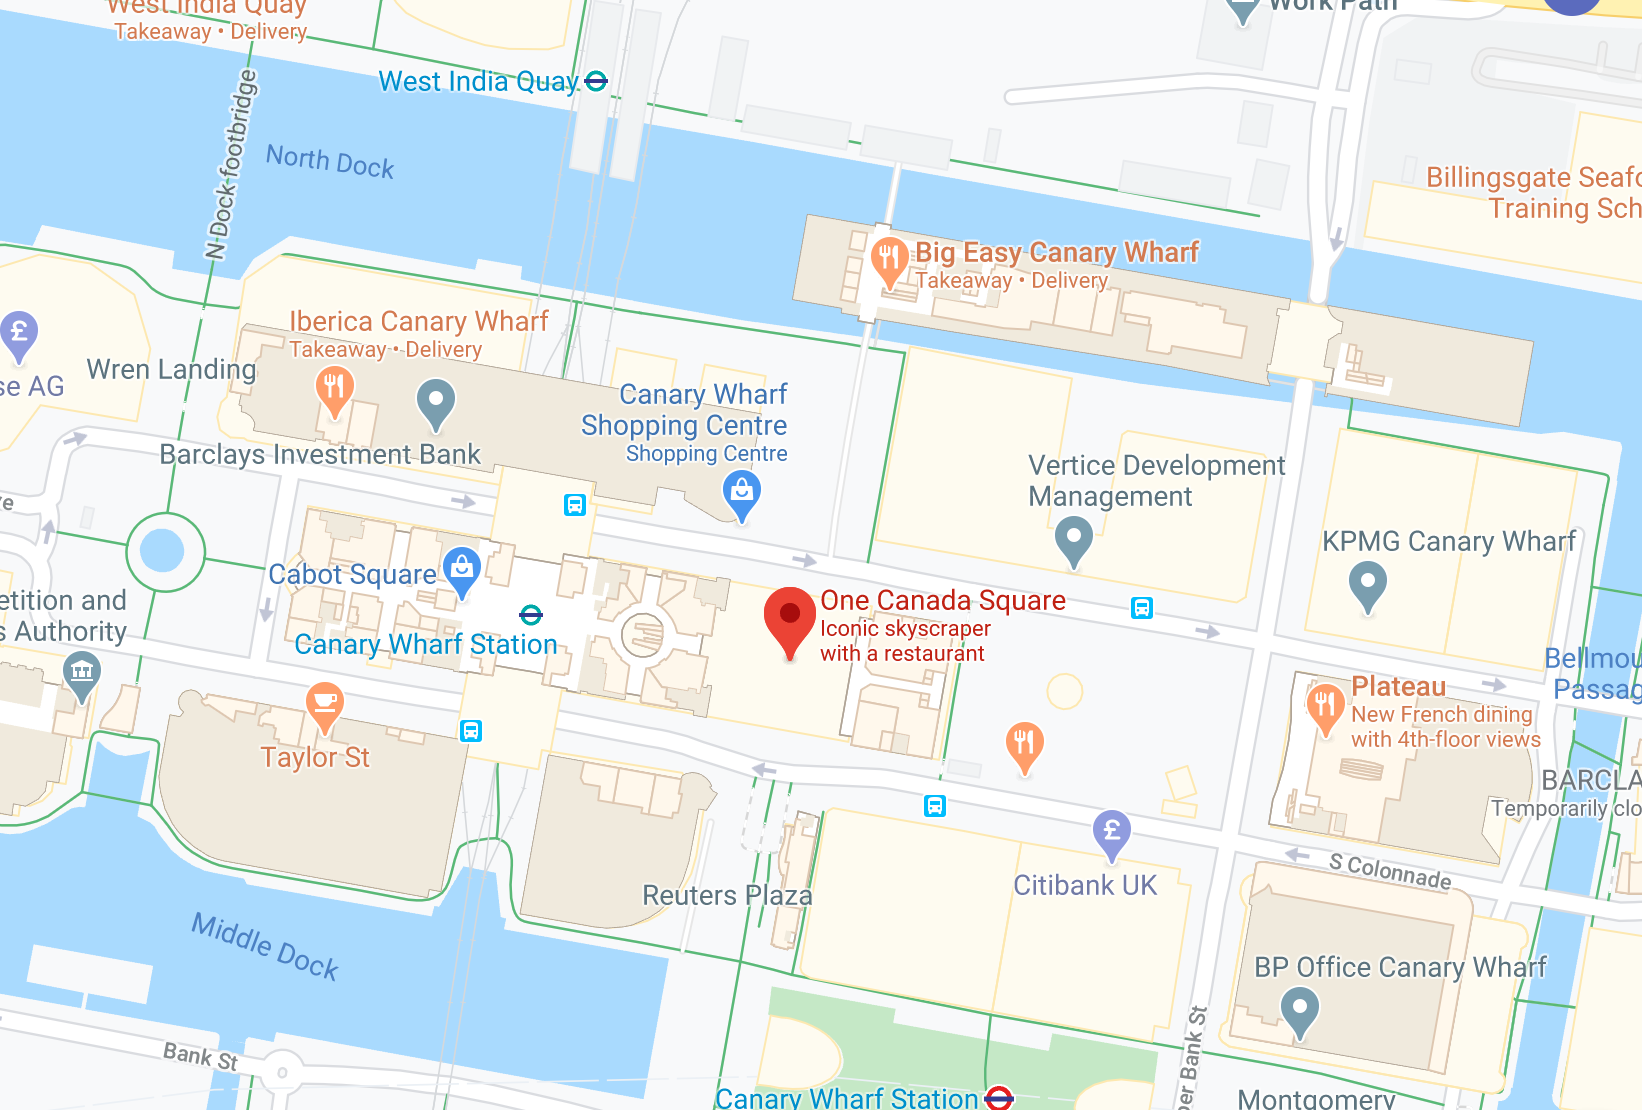 West India Quay
Takeaway • Delivery
Work Path
West India Quay
N Dock footbridge
North Dock
Billingsgate Seafo
Training Sch
Big Easy Canary Wharf
Takeaway • Delivery
Iberica Canary Wharf
Takeaway • Delivery
£
se AG
Wren Landing
Canary Wharf
Shopping Centre
Shopping Centre
Barclays Investment Bank
Vertice Development
Management
KPMG Canary Wharf
Cabot Square
etition and
s Authority
One Canada Square
Iconic skyscraper
with a restaurant
Canary Wharf Station
Bellmou
Passag
Plateau
New French dining
with 4th-floor views
Taylor St
BARCLA
Temporarily clo
£
Citibank UK
S Colonnade
Reuters Plaza
Middle Dock
BP Office Canary Wharf
Bank St
per Bank St
Canary Wharf Station
Montgomery